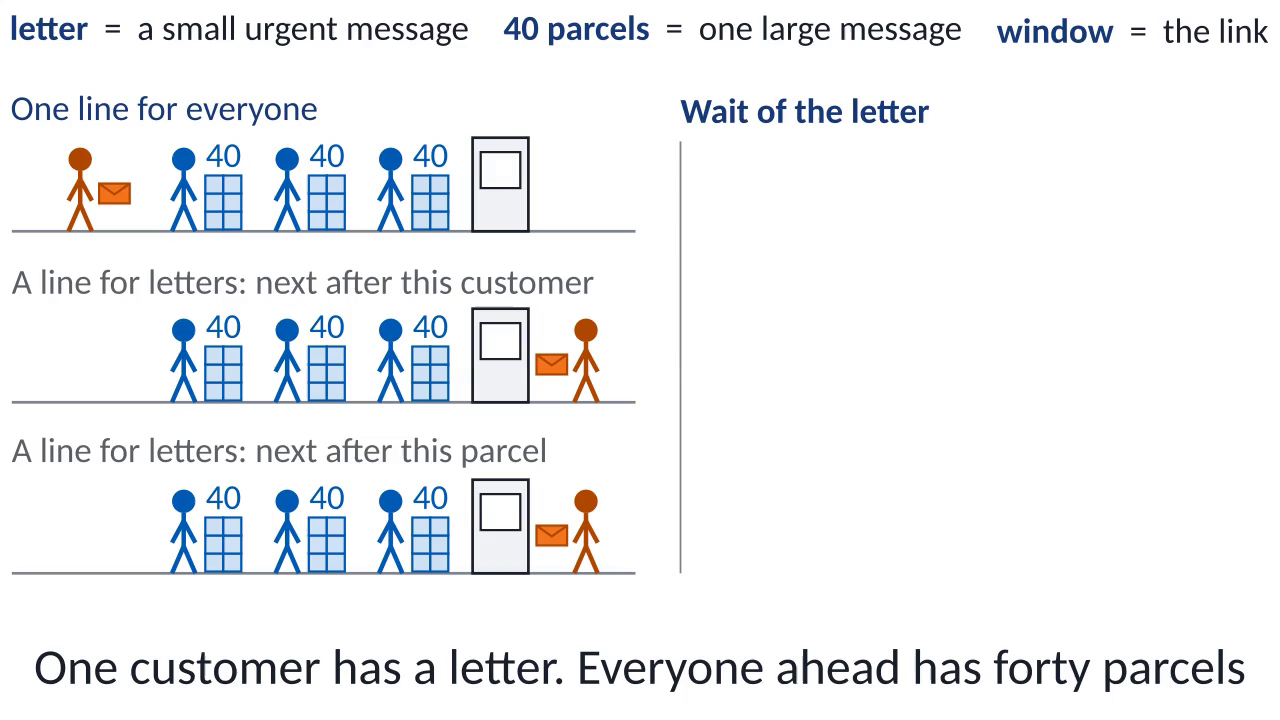 letter = a small urgent message 40 parcels = one large message window = the link
One line for everyone
Wait of the letter
40 40 40
A line for letters: next after this customer
40 40 40
A line for letters: next after this parcel
40 40 40
One customer has a letter. Everyone ahead has forty parcels